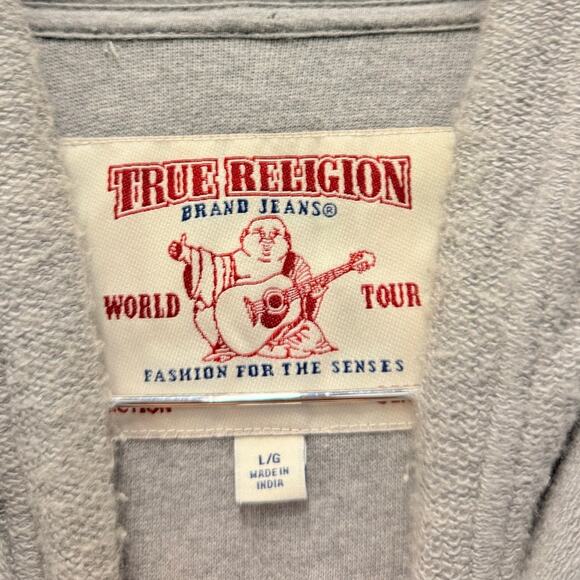 TRUE RELIGION
BRAND JEANS®
WORLD TOUR
FASHION FOR THE SENSES
L/G
MADE IN
INDIA